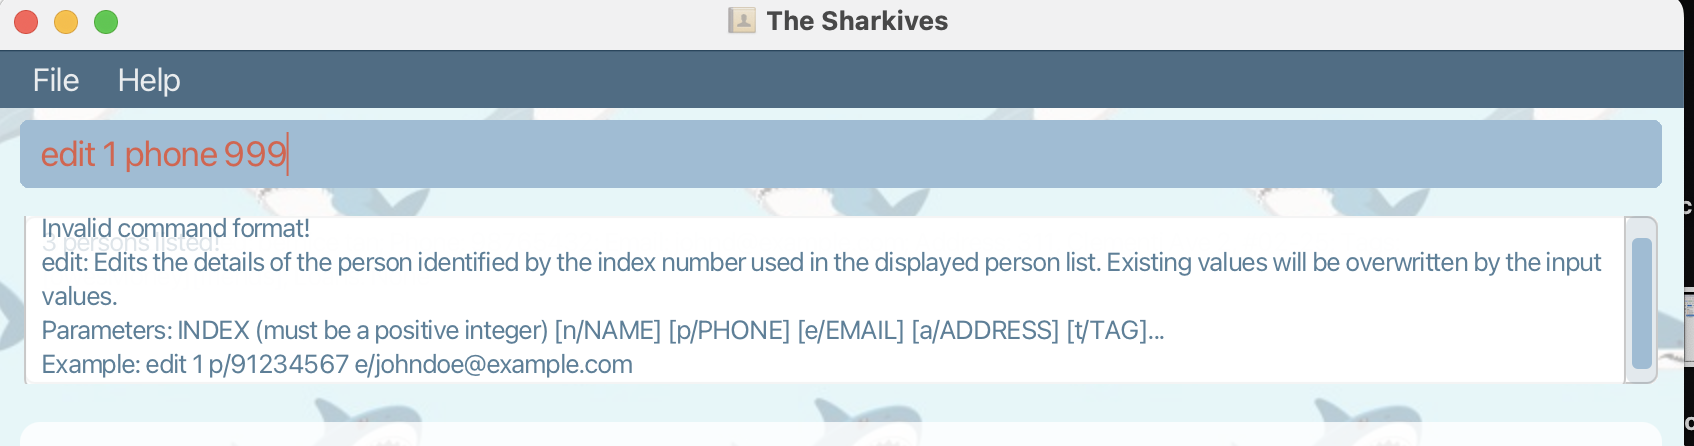 The Sharkives
File Help
edit 1 phone 999
Invalid command format!
3 persons listed!
edit: Edits the details of the person identified by the index number used in the displayed person list. Existing values will be overwritten by the input
values.
Parameters: INDEX (must be a positive integer) [n/NAME] [p/PHONE] [e/EMAIL] [a/ADDRESS] [t/TAG]...
Example: edit 1 p/91234567 e/johndoe@example.com